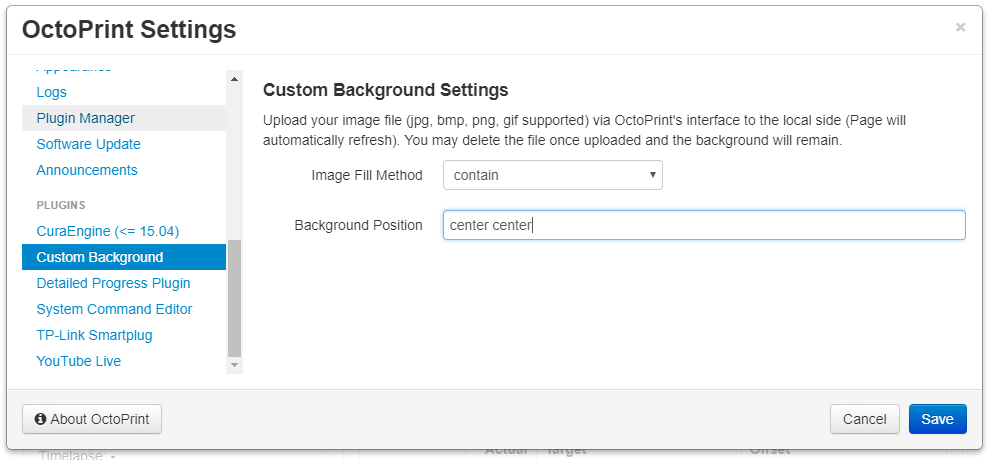 OctoPrint Settings
×
Appearance
Logs
Plugin Manager
Software Update
Announcements
PLUGINS
CuraEngine (<= 15.04)
Custom Background
Detailed Progress Plugin
System Command Editor
TP-Link Smartplug
YouTube Live
Custom Background Settings
Upload your image file (jpg, bmp, png, gif supported) via OctoPrint's interface to the local side (Page will
automatically refresh). You may delete the file once uploaded and the background will remain.
Image Fill Method contain
Background Position center center
About OctoPrint
Cancel Save
Timelapse: -
Actual Target Offset